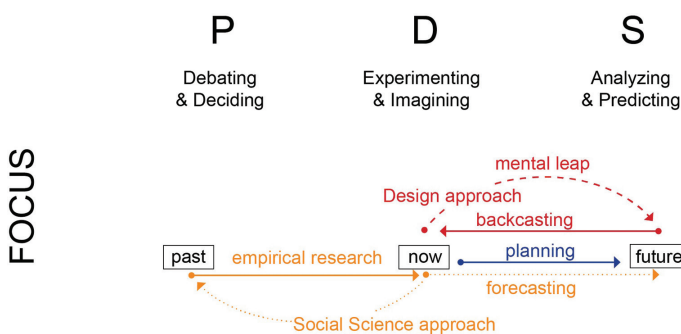 P D S
Debating Experimenting Analyzing
& Deciding & Imagining & Predicting
FOCUS
mental leap
Design approach
backcasting
past empirical research now planning future
forecasting
Social Science approach